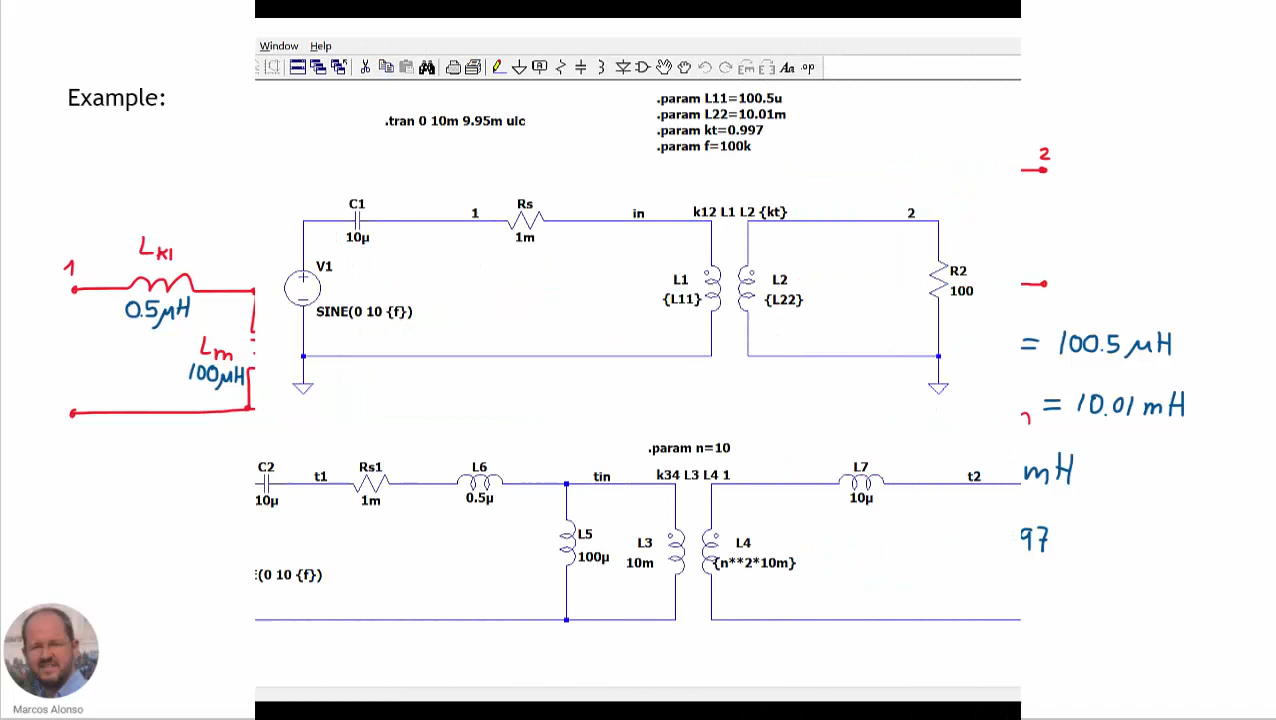 Window Help
Example:
.tran 0 10m 9.95m uic
.param L11=100.5u
.param L22=10.01m
.param kt=0.997
.param f=100k
2
C1
10µ
1
Rs
1m
in
k12 L1 L2 {kt}
2
LK1
1
0.5µH
V1
SINE(0 10 {f})
L1
{L11}
L2
{L22}
R2
100
Lm
100µH
= 100.5 µH
= 10.01 mH
.param n=10
C2
10µ
t1
Rs1
1m
L6
0.5µ
tin
k34 L3 L4 1
L7
10µ
t2
mH
L5
100µ
L3
10m
L4
{n**2*10m}
97
E(0 10 {f})
Marcos Alonso